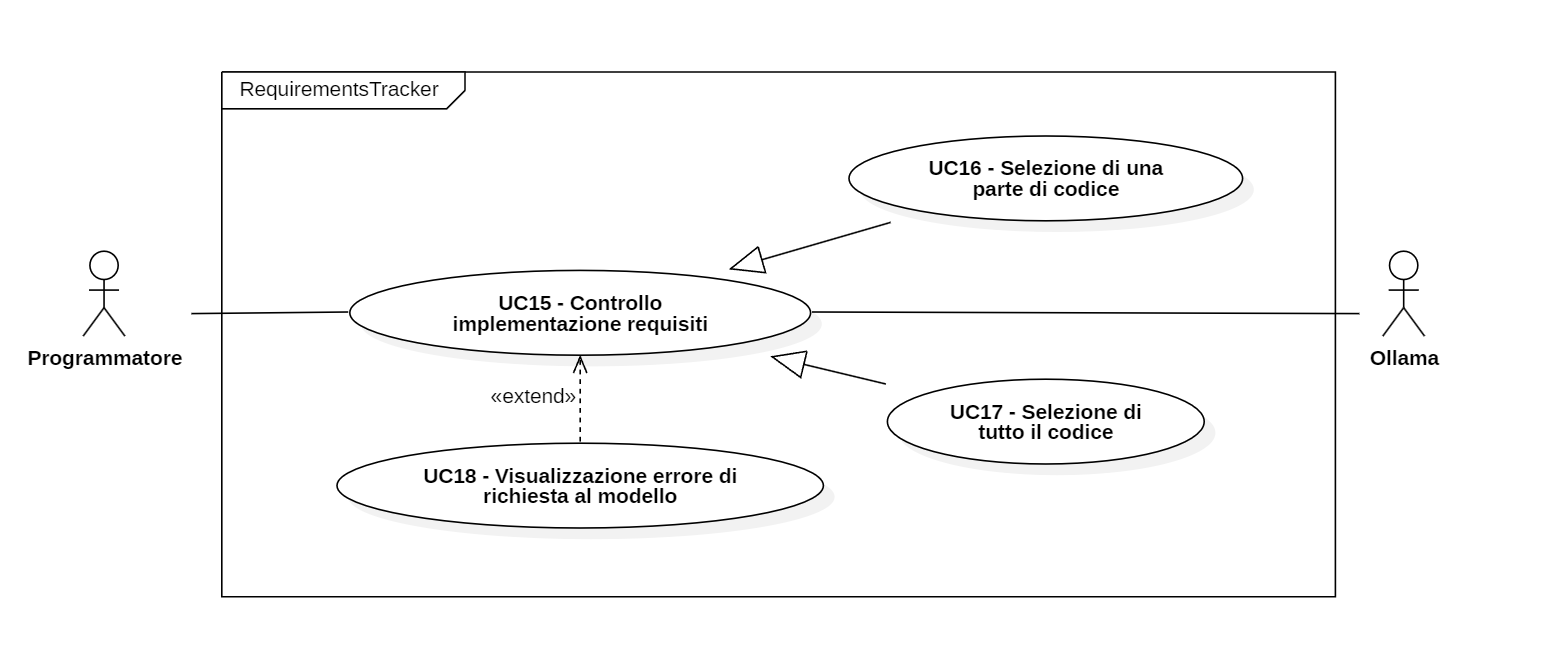 RequirementsTracker
UC16 - Selezione di una
parte di codice
UC15 - Controllo
implementazione requisiti
Programmatore
Ollama
«extend»
UC17 - Selezione di
tutto il codice
UC18 - Visualizzazione errore di
richiesta al modello